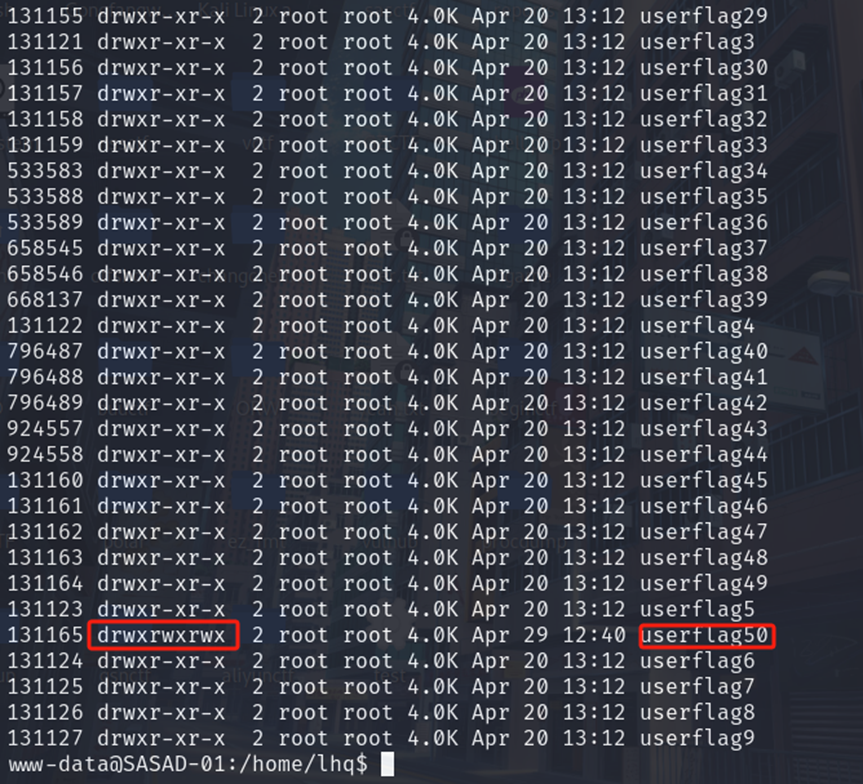 131155 drwxr-xr-x  2 root root 4.0K Apr 20 13:12 userflag29
131121 drwxr-xr-x  2 root root 4.0K Apr 20 13:12 userflag3
131156 drwxr-xr-x  2 root root 4.0K Apr 20 13:12 userflag30
131157 drwxr-xr-x  2 root root 4.0K Apr 20 13:12 userflag31
131158 drwxr-xr-x  2 root root 4.0K Apr 20 13:12 userflag32
131159 drwxr-xr-x  2 root root 4.0K Apr 20 13:12 userflag33
533583 drwxr-xr-x  2 root root 4.0K Apr 20 13:12 userflag34
533588 drwxr-xr-x  2 root root 4.0K Apr 20 13:12 userflag35
533589 drwxr-xr-x  2 root root 4.0K Apr 20 13:12 userflag36
658545 drwxr-xr-x  2 root root 4.0K Apr 20 13:12 userflag37
658546 drwxr-xr-x  2 root root 4.0K Apr 20 13:12 userflag38
668137 drwxr-xr-x  2 root root 4.0K Apr 20 13:12 userflag39
131122 drwxr-xr-x  2 root root 4.0K Apr 20 13:12 userflag4
796487 drwxr-xr-x  2 root root 4.0K Apr 20 13:12 userflag40
796488 drwxr-xr-x  2 root root 4.0K Apr 20 13:12 userflag41
796489 drwxr-xr-x  2 root root 4.0K Apr 20 13:12 userflag42
924557 drwxr-xr-x  2 root root 4.0K Apr 20 13:12 userflag43
924558 drwxr-xr-x  2 root root 4.0K Apr 20 13:12 userflag44
131160 drwxr-xr-x  2 root root 4.0K Apr 20 13:12 userflag45
131161 drwxr-xr-x  2 root root 4.0K Apr 20 13:12 userflag46
131162 drwxr-xr-x  2 root root 4.0K Apr 20 13:12 userflag47
131163 drwxr-xr-x  2 root root 4.0K Apr 20 13:12 userflag48
131164 drwxr-xr-x  2 root root 4.0K Apr 20 13:12 userflag49
131123 drwxr-xr-x  2 root root 4.0K Apr 20 13:12 userflag5
131165 drwxrwxrwx  2 root root 4.0K Apr 29 12:40 userflag50
131124 drwxr-xr-x  2 root root 4.0K Apr 20 13:12 userflag6
131125 drwxr-xr-x  2 root root 4.0K Apr 20 13:12 userflag7
131126 drwxr-xr-x  2 root root 4.0K Apr 20 13:12 userflag8
131127 drwxr-xr-x  2 root root 4.0K Apr 20 13:12 userflag9
www-data@SASAD-01:/home/lhq$